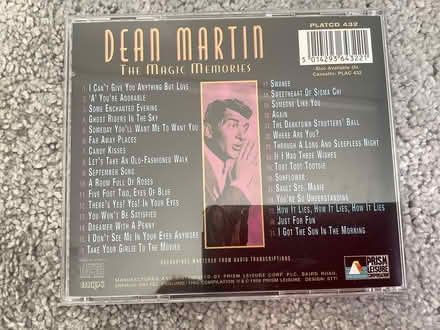 DEAN MARTIN
THE MAGIC MEMORIES
PLATCD 432
5 014293 643221
Also Available On
Cassette: PLAC 432
I CAN'T GIVE YOU ANYTHING BUT LOVE
'A' YOU'RE ADORABLE
SOME ENCHANTED EVENING
GHOST RIDERS IN THE SKY
SOMEDAY YOU'LL WANT ME TO WANT YOU
FAR AWAY PLACES
CANDY KISSES
LET'S TAKE AN OLD-FASHIONED WALK
SEPTEMBER SONG
A ROOM FULL OF ROSES
FIVE FOOT TWO, EYES OF BLUE
THERE'S YES! YES! IN YOUR EYES
YOU WON'T BE SATISFIED
DREAMER WITH A PENNY
I DON'T SEE ME IN YOUR EYES ANYMORE
TAKE YOUR GIRLIE TO THE MOVIES
SWANEE
SWEETHEART OF SIGMA CHI
SOMEONE LIKE YOU
AGAIN
THE DARKTOWN STRUTTERS' BALL
WHERE ARE YOU?
THROUGH A LONG AND SLEEPLESS NIGHT
IF I HAD THREE WISHES
TOOT TOOT TOOTSIE
SUNFLOWER
SAULT SEE. MARIE
YOU'RE SO UNDERSTANDING
HOW IT LIES, HOW IT LIES, HOW IT LIES
JUST FOR FUN
I GOT THE SUN IN THE MORNING
RECORDINGS MASTERED FROM AUDIO TRANSCRIPTIONS.
PRISM
LEISURE
CORPORATION